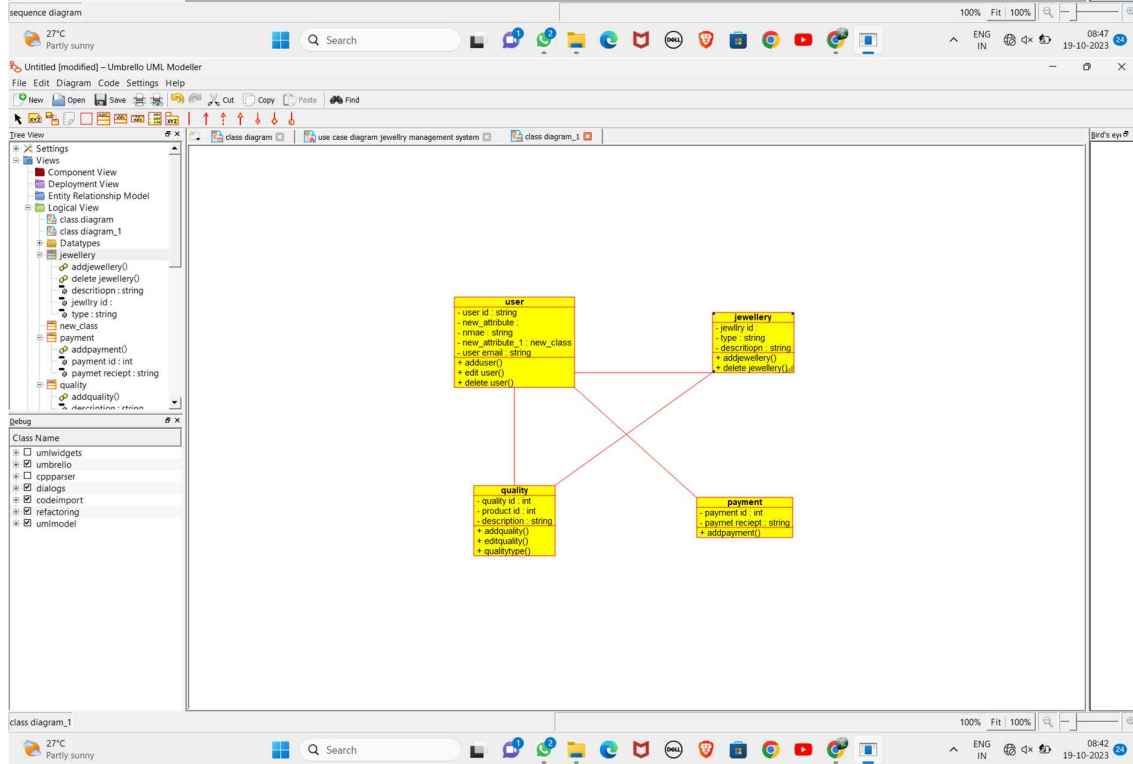 sequence diagram
100% Fit 100%
27°C
Partly sunny
Search
ENG
IN
08:47
19-10-2023
24
Untitled [modified] – Umbrello UML Modeller
File Edit Diagram Code Settings Help
New Open Save Cut Copy Paste Find
Tree View
class diagram
use case diagram jewellry management system
class diagram_1
Bird's eye
Settings
Views
Component View
Deployment View
Entity Relationship Model
Logical View
class diagram
class diagram_1
Datatypes
jewellery
addjewellery()
delete jewellery()
descritiopn : string
jewllry id :
type : string
new_class
payment
addpayment()
payment id : int
paymet reciept : string
quality
addquality()
description : string
Debug
Class Name
umlwidgets
umbrello
cppparser
dialogs
codeimport
refactoring
umlmodel
user
- user id : string
- new_attribute :
- nmae : string
- new_attribute_1 : new_class
- user email : string
+ adduser()
+ edit user()
+ delete user()
jewellery
- jewllry id :
- type : string
- descritiopn : string
+ addjewellery()
+ delete jewellery()
quality
- quality id : int
- product id : int
- description : string
+ addquality()
+ editquality()
+ qualitytype()
payment
- payment id : int
- paymet reciept : string
+ addpayment()
class diagram_1
100% Fit 100%
27°C
Partly sunny
Search
ENG
IN
08:42
19-10-2023
24